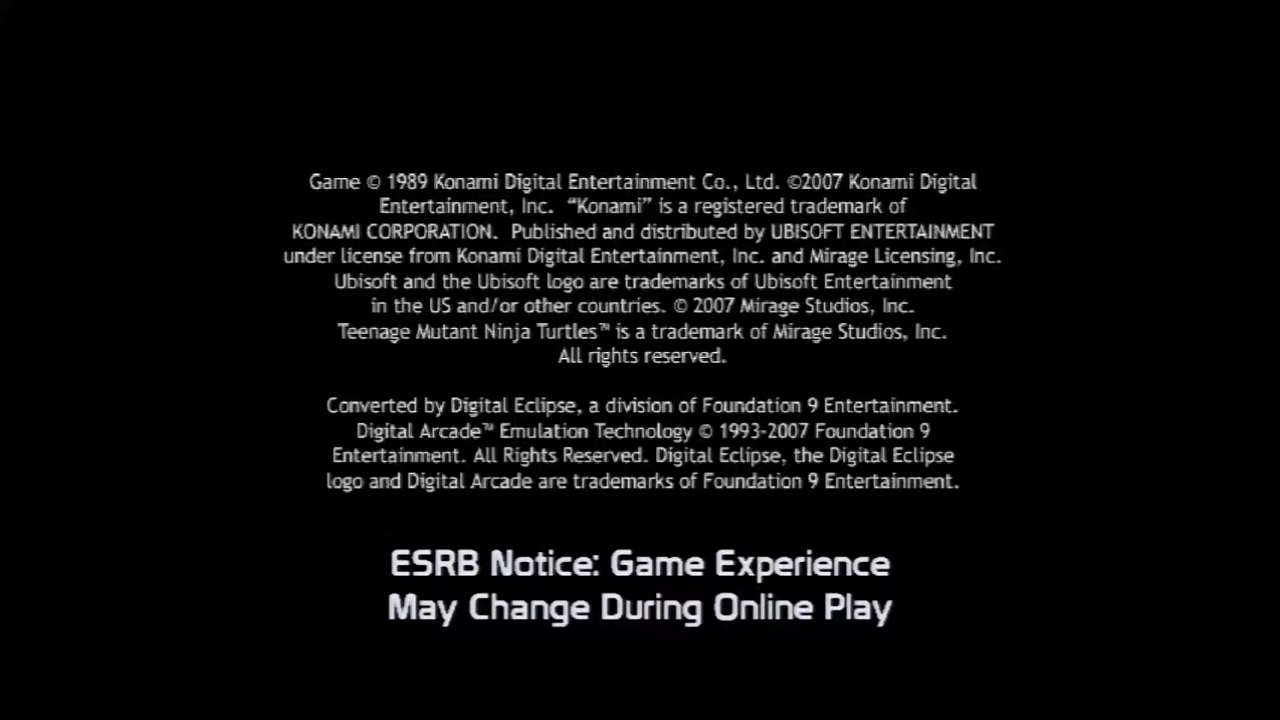 Game © 1989 Konami Digital Entertainment Co., Ltd. ©2007 Konami Digital
Entertainment, Inc.  “Konami” is a registered trademark of
KONAMI CORPORATION.  Published and distributed by UBISOFT ENTERTAINMENT
under license from Konami Digital Entertainment, Inc. and Mirage Licensing, Inc.
Ubisoft and the Ubisoft logo are trademarks of Ubisoft Entertainment
in the US and/or other countries. © 2007 Mirage Studios, Inc.
Teenage Mutant Ninja Turtles™ is a trademark of Mirage Studios, Inc.
All rights reserved.
Converted by Digital Eclipse, a division of Foundation 9 Entertainment.
Digital Arcade™ Emulation Technology © 1993-2007 Foundation 9
Entertainment. All Rights Reserved. Digital Eclipse, the Digital Eclipse
logo and Digital Arcade are trademarks of Foundation 9 Entertainment.
ESRB Notice: Game Experience
May Change During Online Play